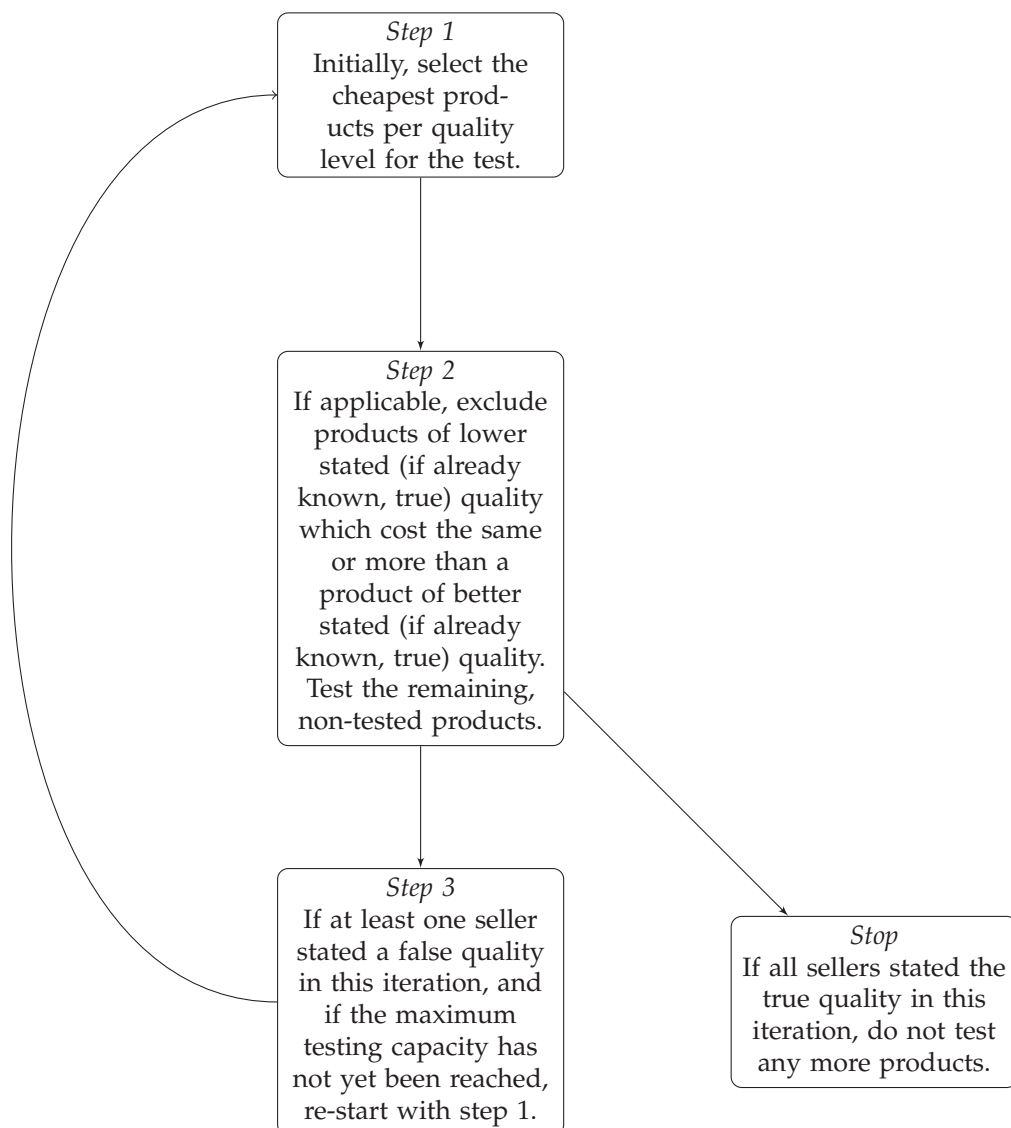 Step 1
Initially, select the
cheapest prod-
ucts per quality
level for the test.
Step 2
If applicable, exclude
products of lower
stated (if already
known, true) quality
which cost the same
or more than a
product of better
stated (if already
known, true) quality.
Test the remaining,
non-tested products.
Step 3
If at least one seller
stated a false quality
in this iteration, and
if the maximum
testing capacity has
not yet been reached,
re-start with step 1.
Stop
If all sellers stated the
true quality in this
iteration, do not test
any more products.